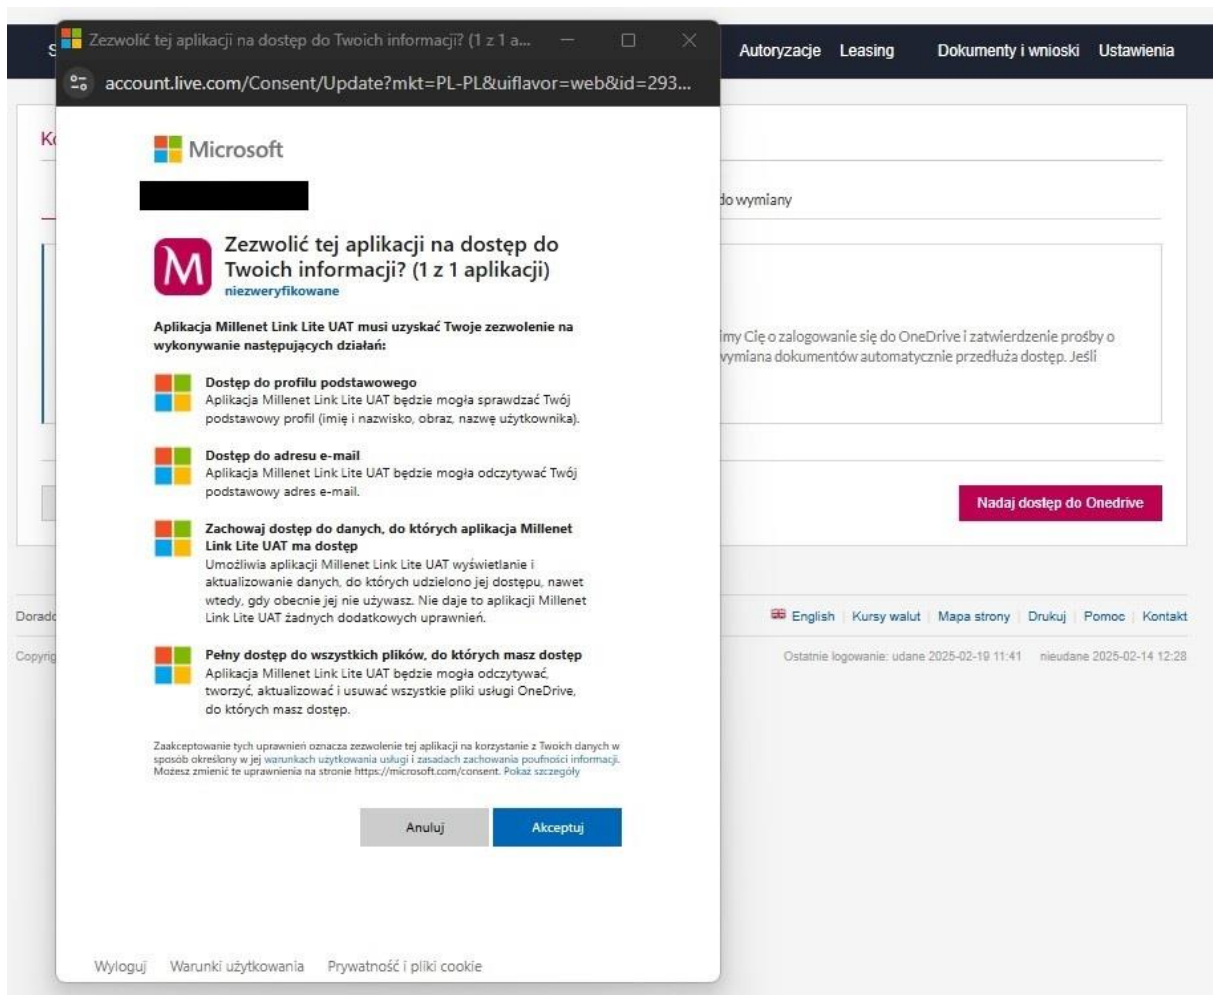 Zezwolić tej aplikacji na dostęp do Twoich informacji? (1 z 1 a...
account.live.com/Consent/Update?mkt=PL-PL&uiflavor=web&id=293...
Autoryzacje Leasing Dokumenty i wnioski Ustawienia
Microsoft
do wymiany
Zezwolić tej aplikacji na dostęp do
Twoich informacji? (1 z 1 aplikacji)
niezweryfikowane
Aplikacja Millenet Link Lite UAT musi uzyskać Twoje zezwolenie na
wykonywanie następujących działań:
Dostęp do profilu podstawowego
Aplikacja Millenet Link Lite UAT będzie mogła sprawdzać Twój
podstawowy profil (imię i nazwisko, obraz, nazwę użytkownika).
Dostęp do adresu e-mail
Aplikacja Millenet Link Lite UAT będzie mogła odczytywać Twój
podstawowy adres e-mail.
Zachowaj dostęp do danych, do których aplikacja Millenet
Link Lite UAT ma dostęp
Umożliwia aplikacji Millenet Link Lite UAT wyświetlanie i
aktualizowanie danych, do których udzielono jej dostępu, nawet
wtedy, gdy obecnie jej nie używasz. Nie daje to aplikacji Millenet
Link Lite UAT żadnych dodatkowych uprawnień.
Pełny dostęp do wszystkich plików, do których masz dostęp
Aplikacja Millenet Link Lite UAT będzie mogła odczytywać,
tworzyć, aktualizować i usuwać wszystkie pliki usługi OneDrive,
do których masz dostęp.
Zaakceptowanie tych uprawnień oznacza zezwolenie tej aplikacji na korzystanie z Twoich danych w
sposób określony w jej warunkach użytkowania usługi i zasadach zachowania poufności informacji.
Możesz zmienić te uprawnienia na stronie https://microsoft.com/consent. Pokaż szczegóły
Anuluj Akceptuj
Wyloguj Warunki użytkowania Prywatność i pliki cookie
Cię o zalogowanie się do OneDrive i zatwierdzenie prośby o
wymiana dokumentów automatycznie przedłuża dostęp. Jeśli
Nadaj dostęp do Onedrive
English Kursy walut Mapa strony Drukuj Pomoc Kontakt
Ostatnie logowanie: udane 2025-02-19 11:41 nieudane 2025-02-14 12:28